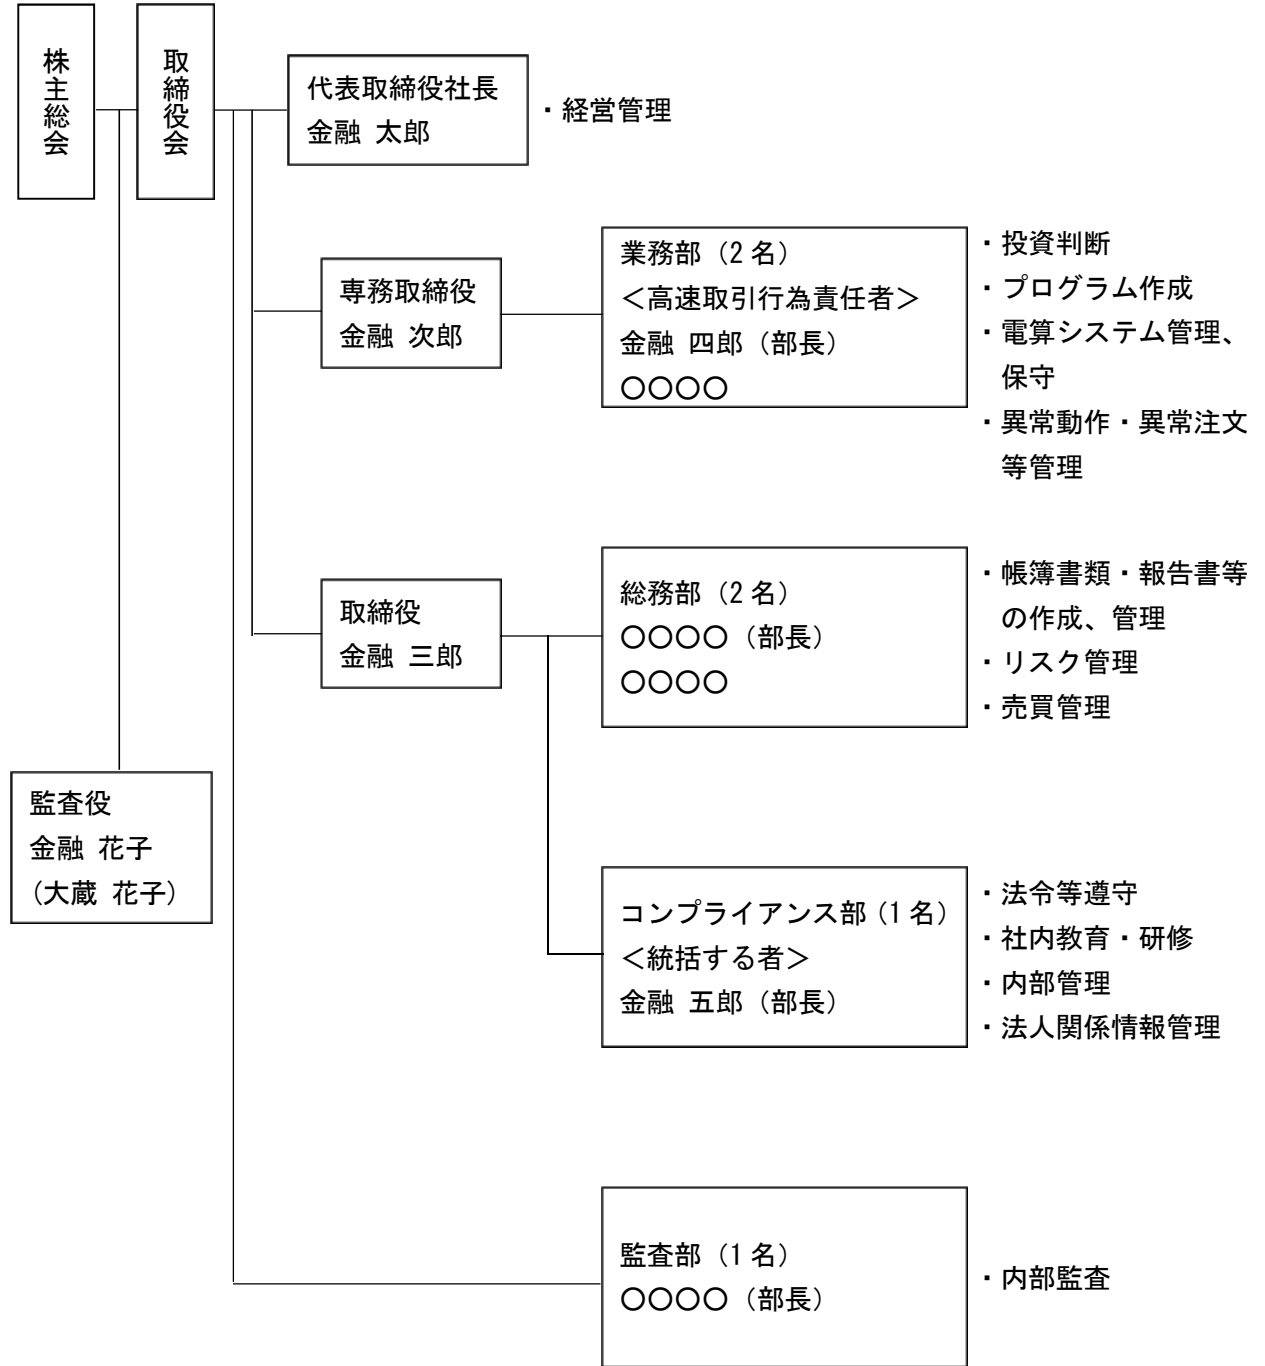 株主総会
取締役会
代表取締役社長
金融 太郎
・経営管理
専務取締役
金融 次郎
業務部（2 名）
＜高速取引行為責任者＞
金融 四郎（部長）
〇〇〇〇
・投資判断
・プログラム作成
・電算システム管理、
保守
・異常動作・異常注文
等管理
取締役
金融 三郎
総務部（2 名）
〇〇〇〇（部長）
〇〇〇〇
・帳簿書類・報告書等
の作成、管理
・リスク管理
・売買管理
監査役
金融 花子
（大蔵 花子）
コンプライアンス部（1 名）
＜統括する者＞
金融 五郎（部長）
・法令等遵守
・社内教育・研修
・内部管理
・法人関係情報管理
監査部（1 名）
〇〇〇〇（部長）
・内部監査